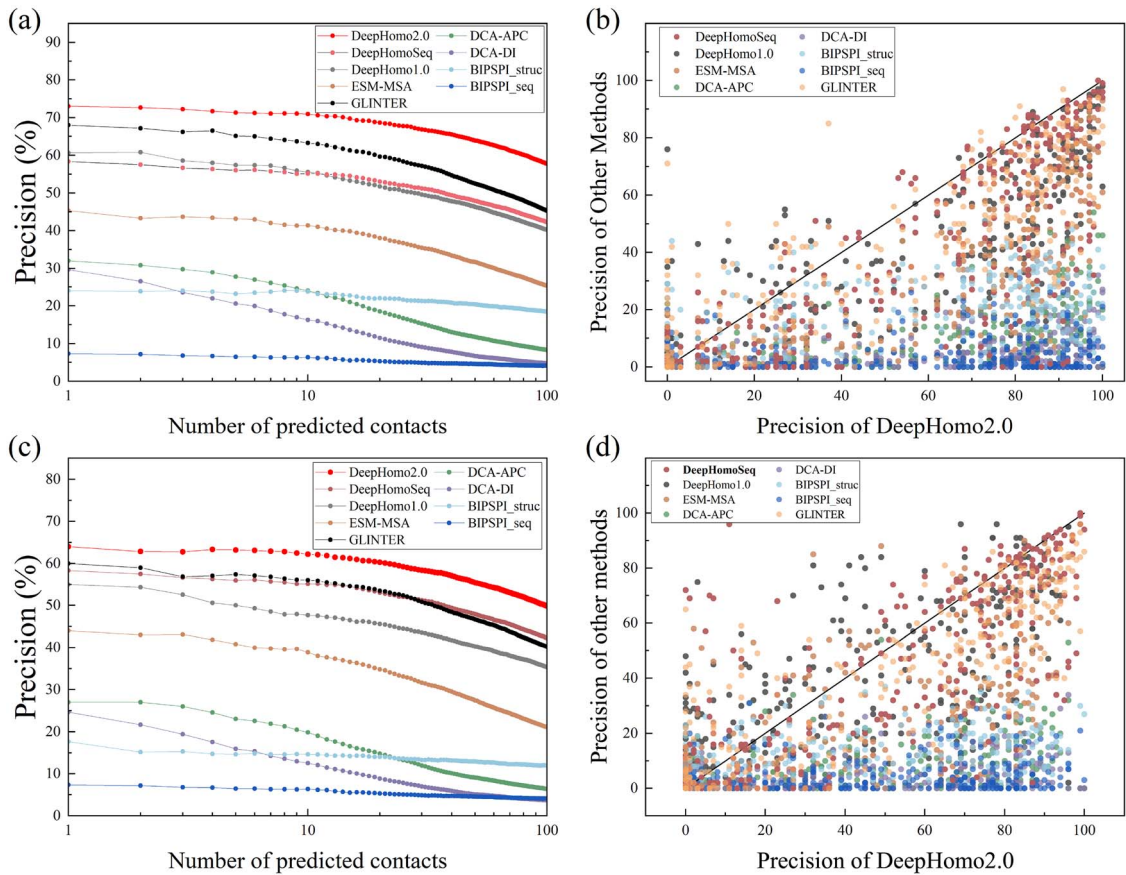 (a)
DeepHomo2.0
DeepHomoSeq
DeepHomo1.0
ESM-MSA
GLINTER
DCA-APC
DCA-DI
BIPSPI_struc
BIPSPI_seq
90
80
70
60
50
40
30
20
10
0
Precision (%)
1
10
100
Number of predicted contacts
(b)
DeepHomoSeq
DeepHomo1.0
ESM-MSA
DCA-APC
DCA-DI
BIPSPI_struc
BIPSPI_seq
GLINTER
100
80
60
40
20
0
Precision of Other Methods
0
20
40
60
80
100
Precision of DeepHomo2.0
(c)
DeepHomo2.0
DeepHomoSeq
DeepHomo1.0
ESM-MSA
GLINTER
DCA-APC
DCA-DI
BIPSPI_struc
BIPSPI_seq
80
70
60
50
40
30
20
10
0
Precision (%)
1
10
100
Number of predicted contacts
(d)
DeepHomoSeq
DeepHomo1.0
ESM-MSA
DCA-APC
DCA-DI
BIPSPI_struc
BIPSPI_seq
GLINTER
100
80
60
40
20
0
Precision of other methods
0
20
40
60
80
100
Precision of DeepHomo2.0